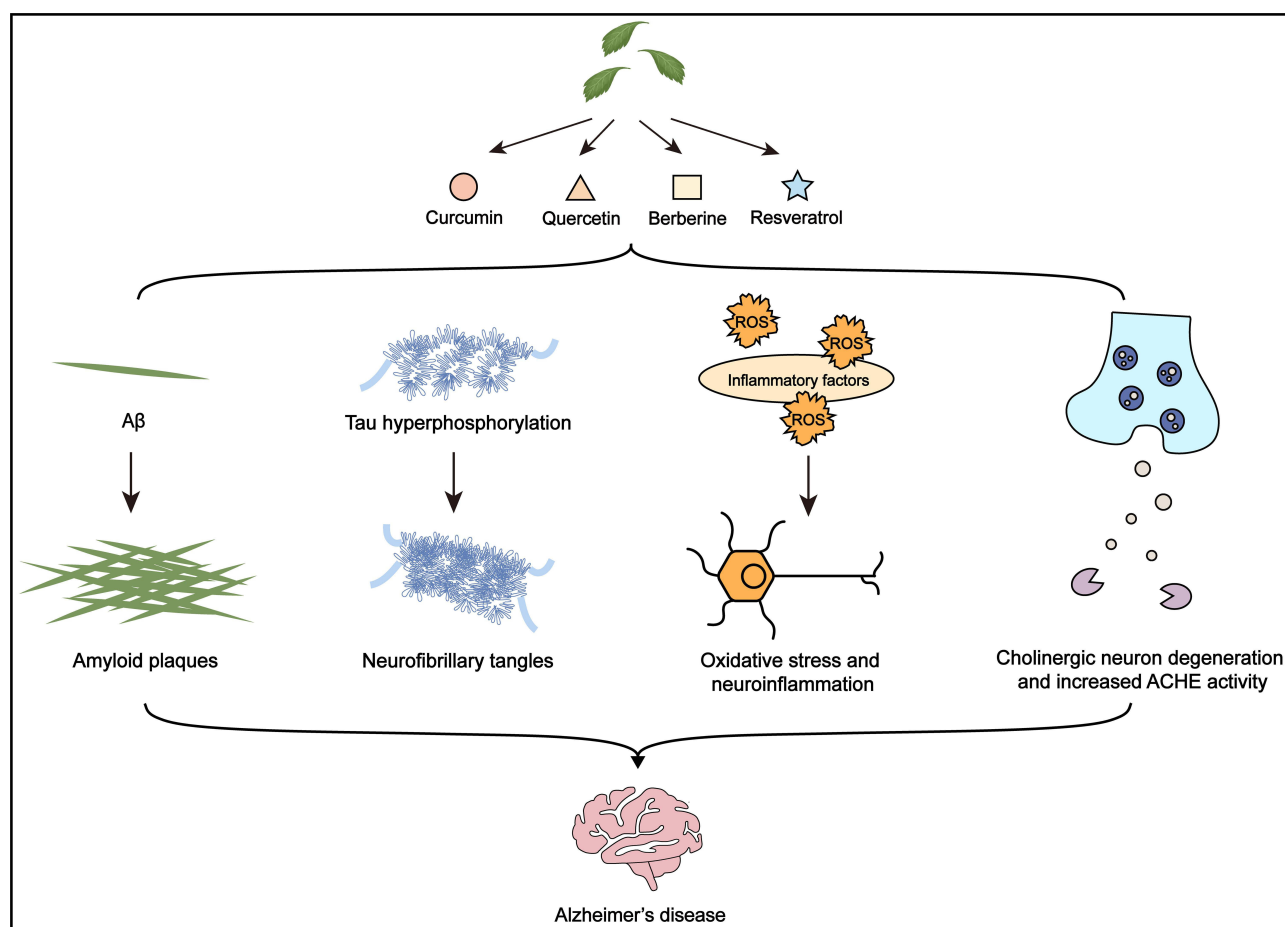 Curcumin
Quercetin
Berberine
Resveratrol
Aβ
Tau hyperphosphorylation
ROS
ROS
Inflammatory factors
ROS
Amyloid plaques
Neurofibrillary tangles
Oxidative stress and
neuroinflammation
Cholinergic neuron degeneration
and increased ACHE activity
Alzheimer's disease